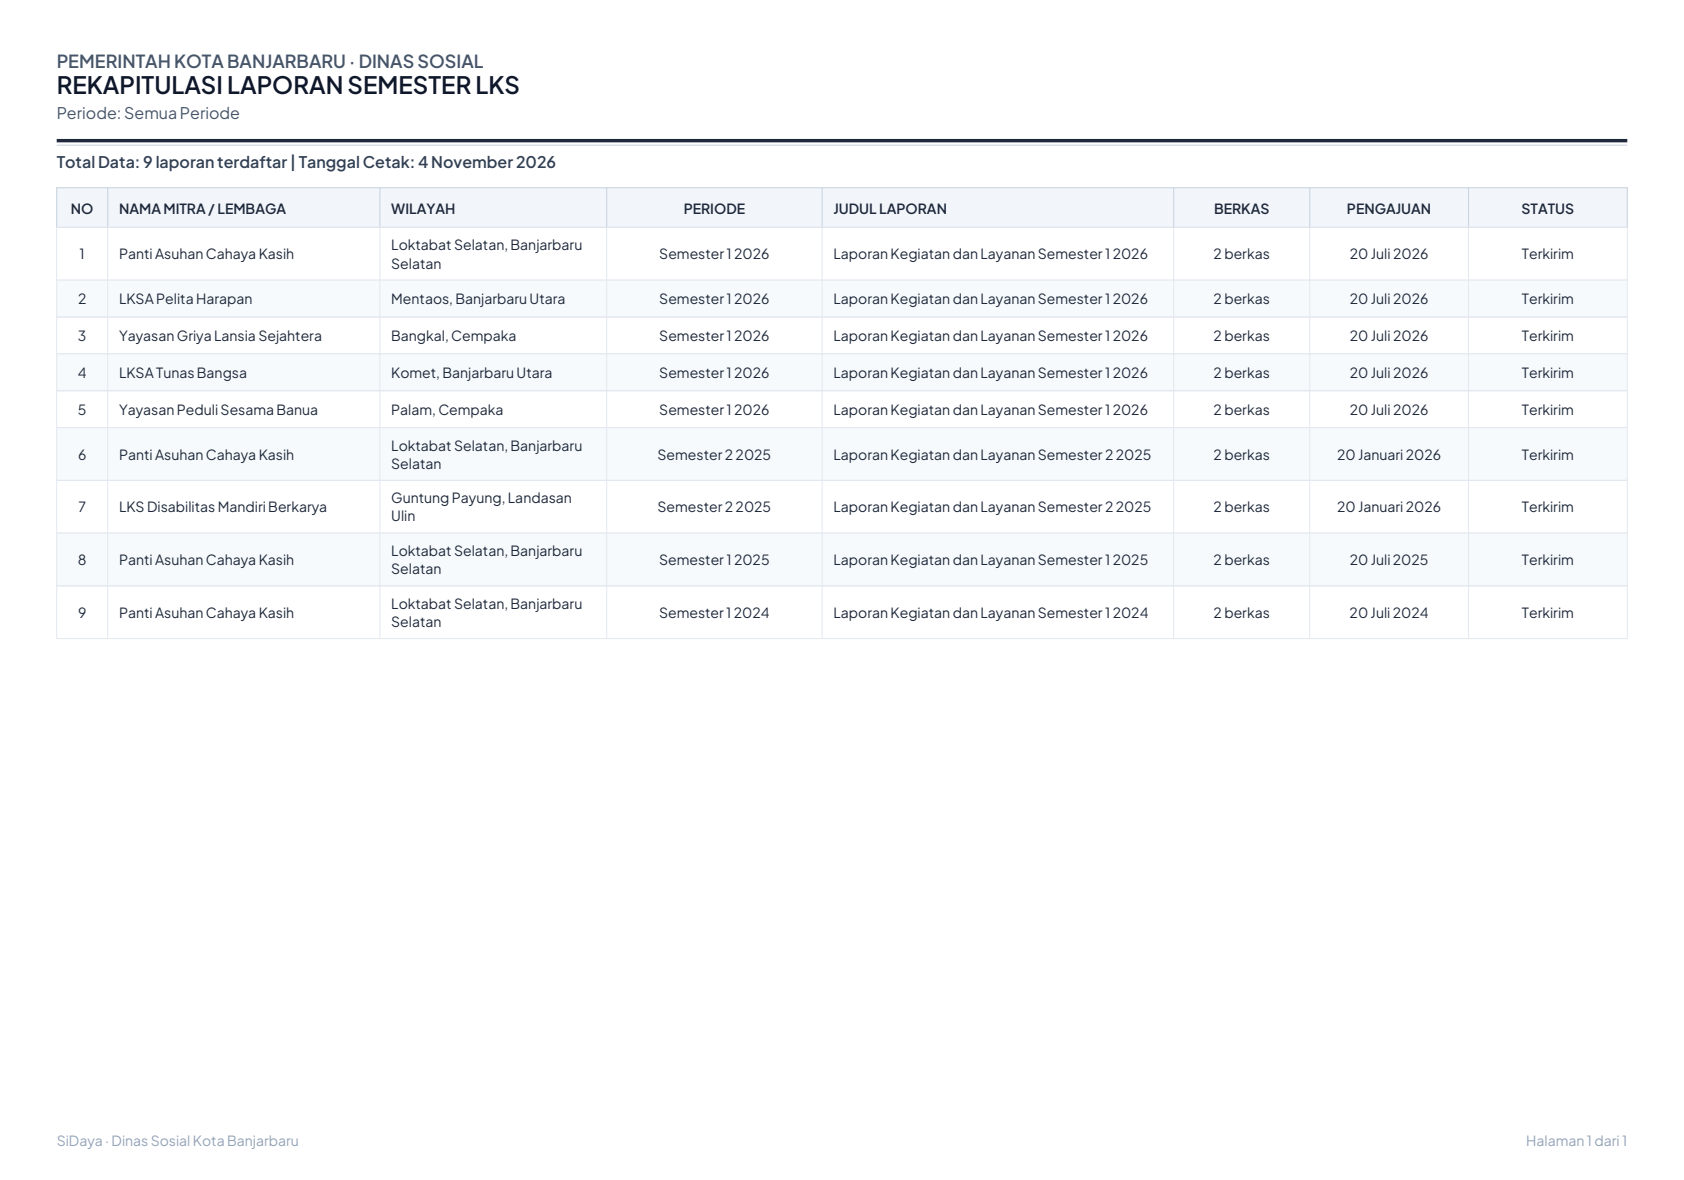 PEMERINTAH KOTA BANJARBARU · DINAS SOSIAL
REKAPITULASI LAPORAN SEMESTER LKS
Periode: Semua Periode
Total Data: 9 laporan terdaftar | Tanggal Cetak: 4 November 2026
NO NAMA MITRA / LEMBAGA WILAYAH PERIODE JUDUL LAPORAN BERKAS PENGAJUAN STATUS
1 Panti Asuhan Cahaya Kasih Loktabat Selatan, Banjarbaru Selatan Semester 1 2026 Laporan Kegiatan dan Layanan Semester 1 2026 2 berkas 20 Juli 2026 Terkirim
2 LKSA Pelita Harapan Mentaos, Banjarbaru Utara Semester 1 2026 Laporan Kegiatan dan Layanan Semester 1 2026 2 berkas 20 Juli 2026 Terkirim
3 Yayasan Griya Lansia Sejahtera Bangkal, Cempaka Semester 1 2026 Laporan Kegiatan dan Layanan Semester 1 2026 2 berkas 20 Juli 2026 Terkirim
4 LKSA Tunas Bangsa Komet, Banjarbaru Utara Semester 1 2026 Laporan Kegiatan dan Layanan Semester 1 2026 2 berkas 20 Juli 2026 Terkirim
5 Yayasan Peduli Sesama Banua Palam, Cempaka Semester 1 2026 Laporan Kegiatan dan Layanan Semester 1 2026 2 berkas 20 Juli 2026 Terkirim
6 Panti Asuhan Cahaya Kasih Loktabat Selatan, Banjarbaru Selatan Semester 2 2025 Laporan Kegiatan dan Layanan Semester 2 2025 2 berkas 20 Januari 2026 Terkirim
7 LKS Disabilitas Mandiri Berkarya Guntung Payung, Landasan Ulin Semester 2 2025 Laporan Kegiatan dan Layanan Semester 2 2025 2 berkas 20 Januari 2026 Terkirim
8 Panti Asuhan Cahaya Kasih Loktabat Selatan, Banjarbaru Selatan Semester 1 2025 Laporan Kegiatan dan Layanan Semester 1 2025 2 berkas 20 Juli 2025 Terkirim
9 Panti Asuhan Cahaya Kasih Loktabat Selatan, Banjarbaru Selatan Semester 1 2024 Laporan Kegiatan dan Layanan Semester 1 2024 2 berkas 20 Juli 2024 Terkirim
SiDaya · Dinas Sosial Kota Banjarbaru
Halaman 1 dari 1